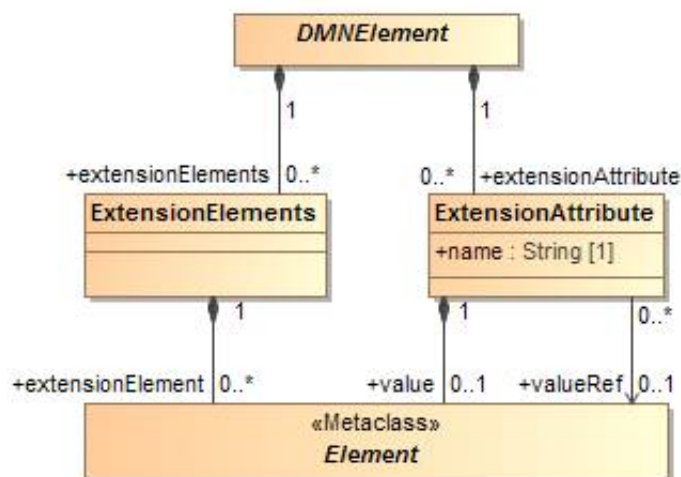 DMNElement
1
1
+extensionElements 0..*
0..* +extensionAttribute
ExtensionElements
ExtensionAttribute
+name : String [1]
1
1
0..*
+extensionElement 0..*
+value 0..1
+valueRef 0..1
«Metaclass»
Element